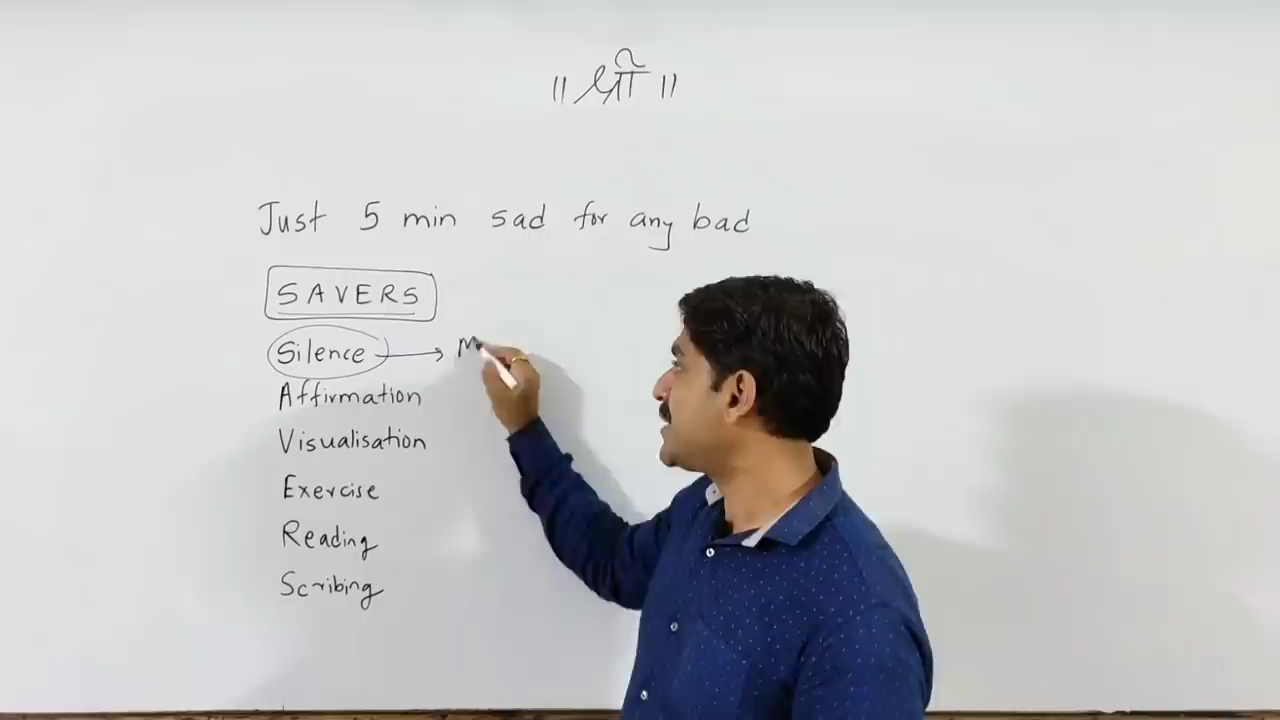 || श्री ||
Just 5 min sad for any bad
SAVERS
Silence → M
Affirmation
Visualisation
Exercise
Reading
Scribing